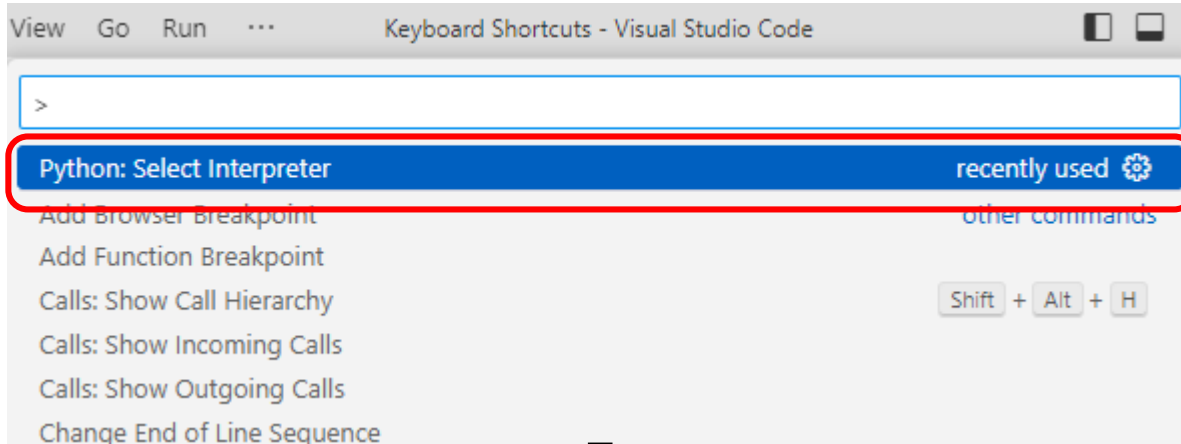 View Go Run ··· Keyboard Shortcuts - Visual Studio Code
>
Python: Select Interpreter recently used
Add Browser Breakpoint other commands
Add Function Breakpoint
Calls: Show Call Hierarchy Shift + Alt + H
Calls: Show Incoming Calls
Calls: Show Outgoing Calls
Change End of Line Sequence